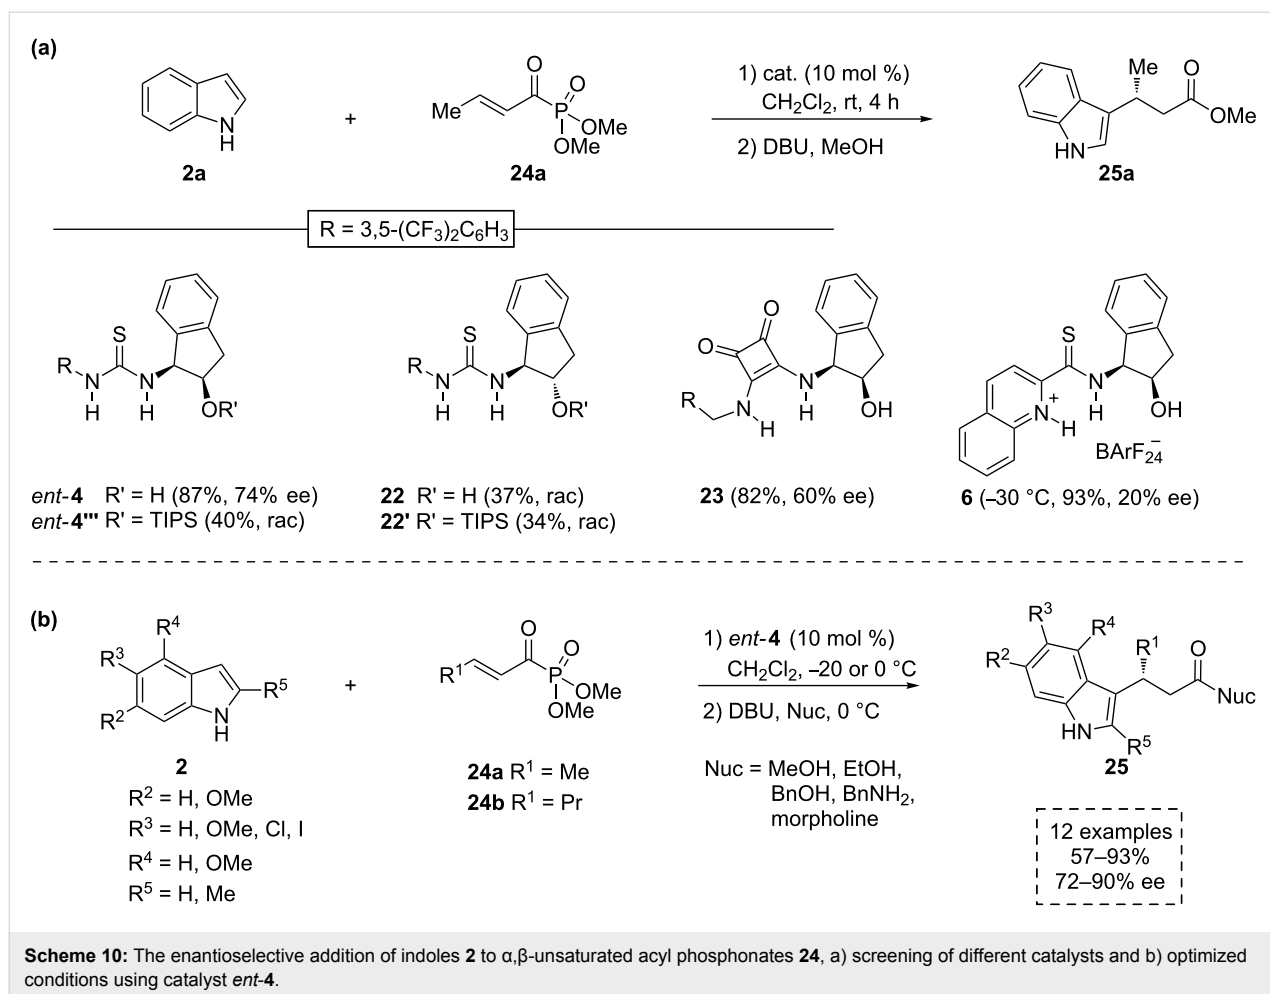 (a)
2a
+
24a
1) cat. (10 mol %)
CH2Cl2, rt, 4 h
2) DBU, MeOH
25a
N
H
Me
O
P
O
OMe
OMe
Me
O
OMe
HN
R = 3,5-(CF3)2C6H3
S
R
N
H
N
H
OR'
S
R
N
H
N
H
OR'
O
O
R
N
H
N
H
OH
S
N
H
N
+
H
OH
BArF24−
ent-4 R' = H (87%, 74% ee)
ent-4''' R' = TIPS (40%, rac)
22 R' = H (37%, rac)
22' R' = TIPS (34%, rac)
23 (82%, 60% ee)
6 (–30 °C, 93%, 20% ee)
(b)
R4
R3
R2
R5
N
H
2
R2 = H, OMe
R3 = H, OMe, Cl, I
R4 = H, OMe
R5 = H, Me
+
R1
O
P
O
OMe
OMe
24a R1 = Me
24b R1 = Pr
1) ent-4 (10 mol %)
CH2Cl2, –20 or 0 °C
2) DBU, Nuc, 0 °C
Nuc = MeOH, EtOH,
BnOH, BnNH2,
morpholine
R3
R4
R2
R1
O
Nuc
HN
R5
25
12 examples
57–93%
72–90% ee
Scheme 10: The enantioselective addition of indoles 2 to α,β-unsaturated acyl phosphonates 24, a) screening of different catalysts and b) optimized
conditions using catalyst ent-4.